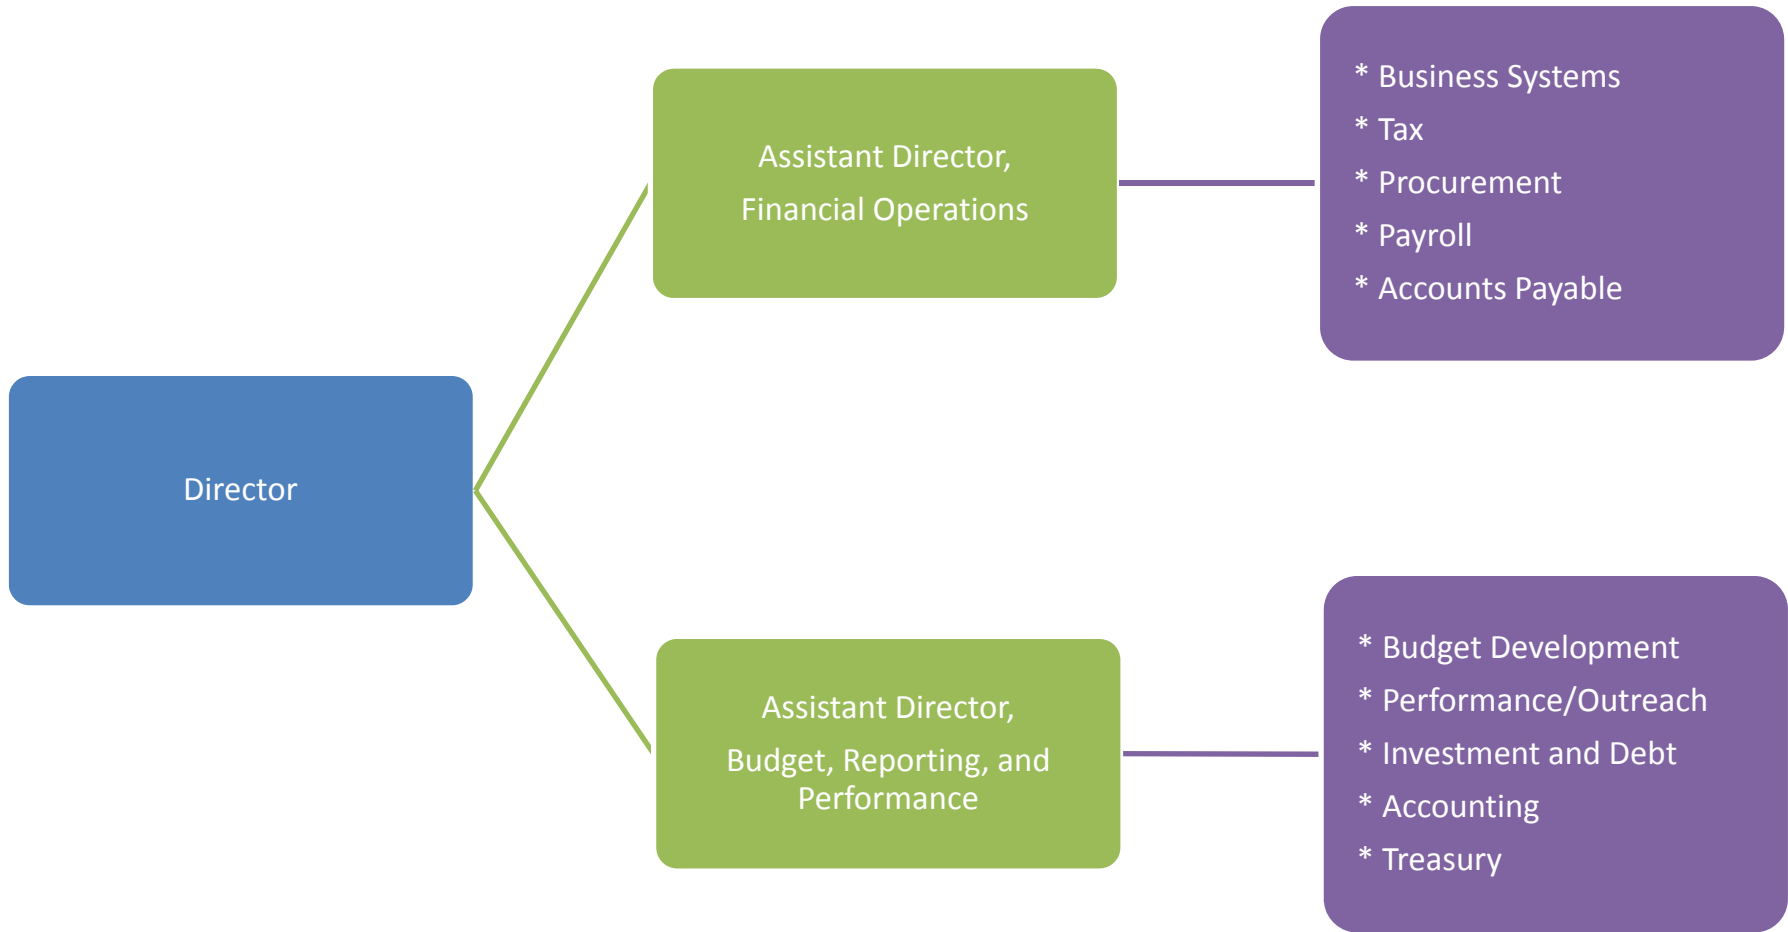 Director
Assistant Director,
Financial Operations
* Business Systems
* Tax
* Procurement
* Payroll
* Accounts Payable
Assistant Director,
Budget, Reporting, and
Performance
* Budget Development
* Performance/Outreach
* Investment and Debt
* Accounting
* Treasury